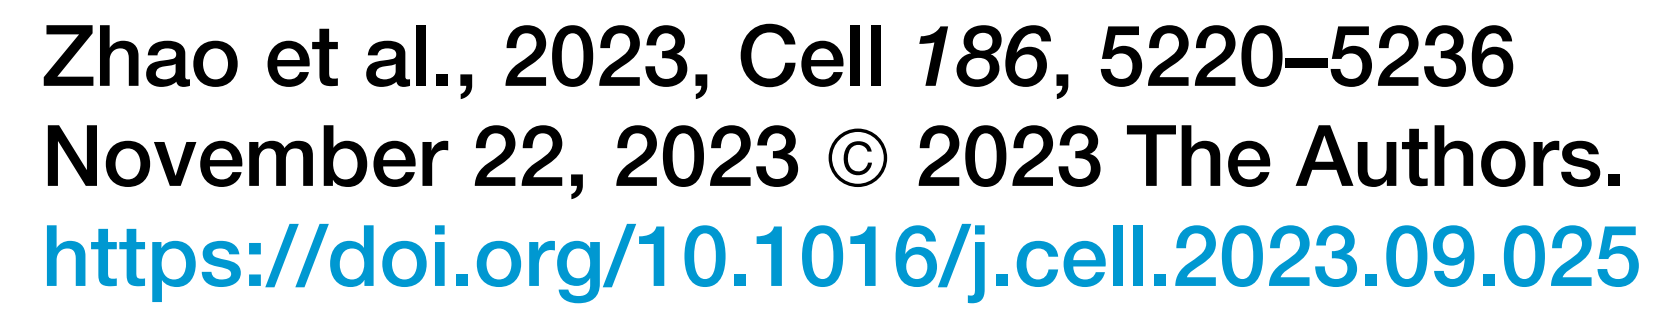 Zhao et al., 2023, Cell 186, 5220–5236
November 22, 2023 © 2023 The Authors.
https://doi.org/10.1016/j.cell.2023.09.025